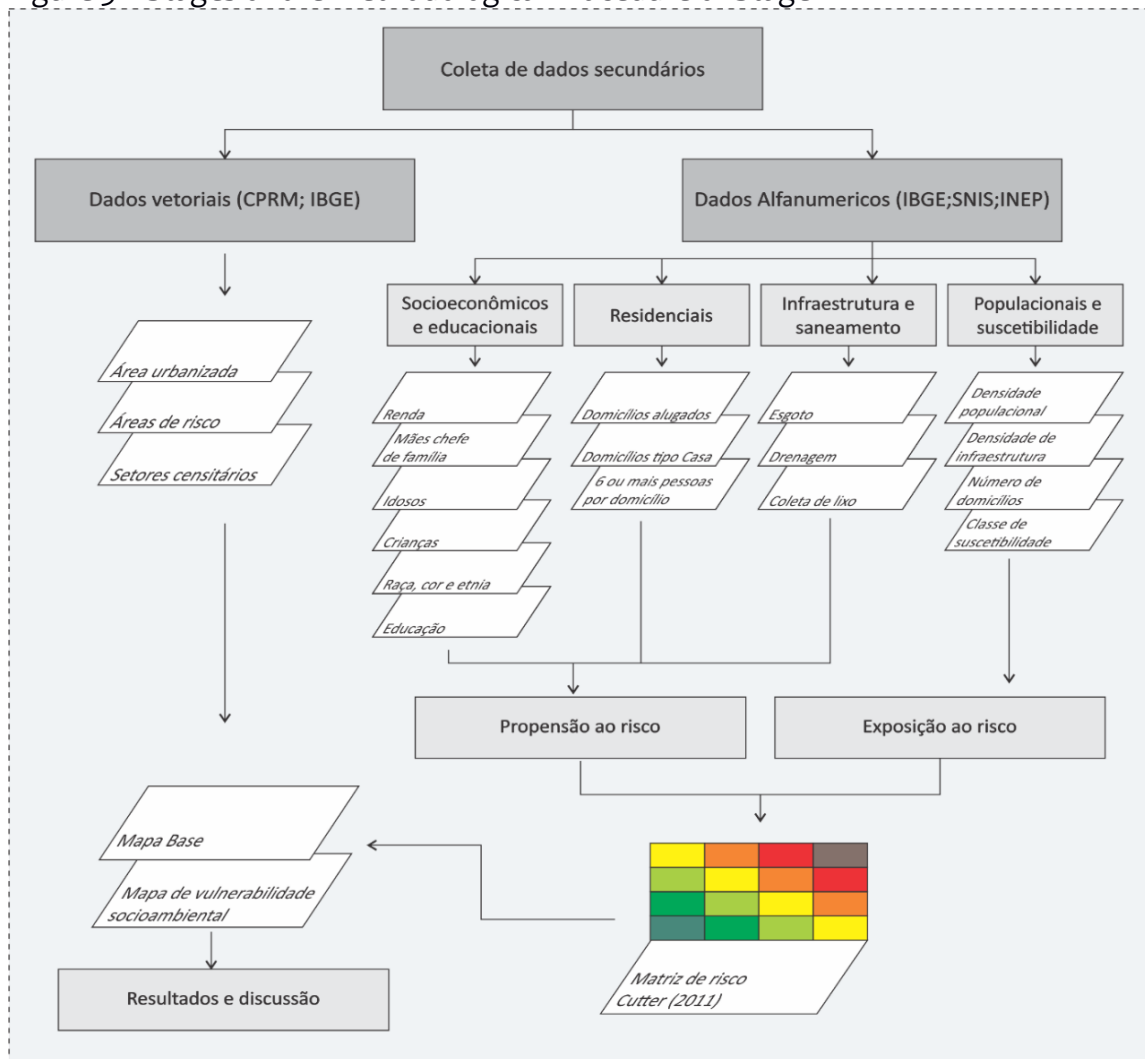 Coleta de dados secundários
Dados vetoriais (CPRM; IBGE)
Dados Alfanumericos (IBGE;SNIS;INEP)
Área urbanizada
Áreas de risco
Setores censitários
Socioeconômicos
e educacionais
Renda
Mães chefe
de família
Idosos
Crianças
Raça, cor e etnia
Educação
Residenciais
Domicílios alugados
Domicílios tipo Casa
6 ou mais pessoas
por domicílio
Infraestrutura e
saneamento
Esgoto
Drenagem
Coleta de lixo
Populacionais e
suscetibilidade
Densidade
populacional
Densidade de
infraestrutura
Número de
domicílios
Classe de
suscetibilidade
Propensão ao risco
Exposição ao risco
Matriz de risco
Cutter (2011)
Mapa Base
Mapa de vulnerabilidade
socioambiental
Resultados e discussão